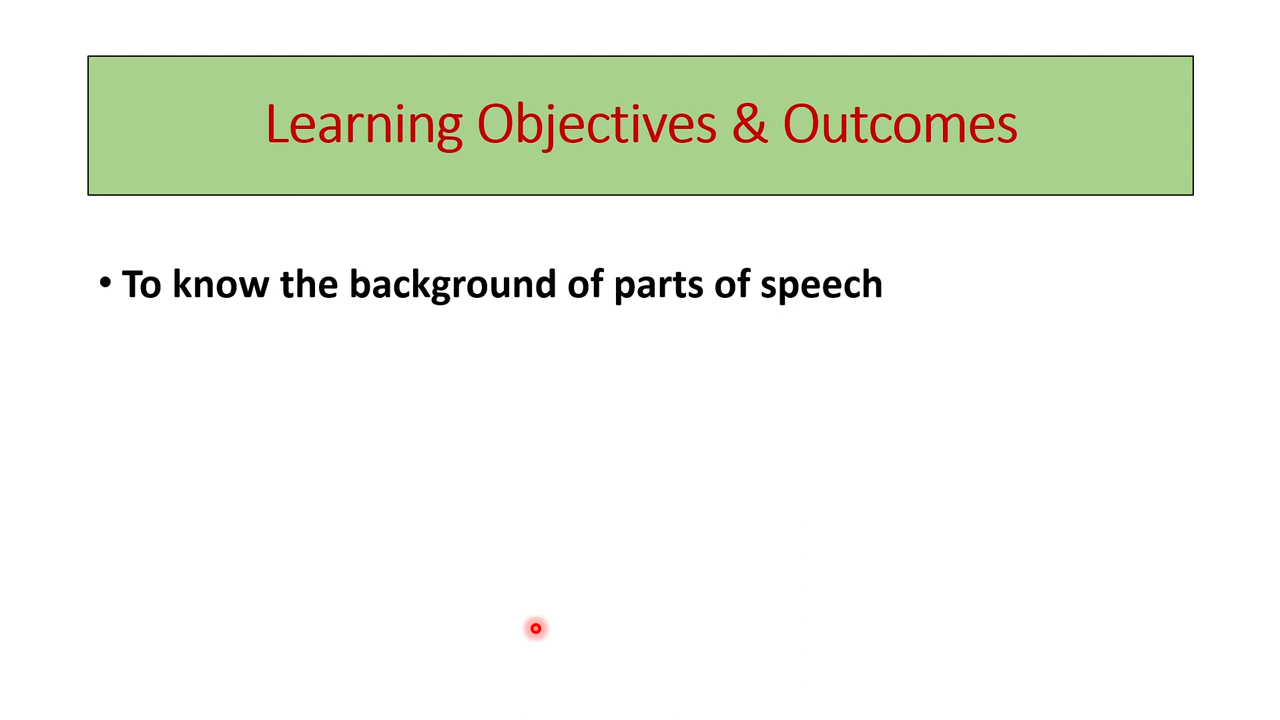 Learning Objectives & Outcomes
• To know the background of parts of speech